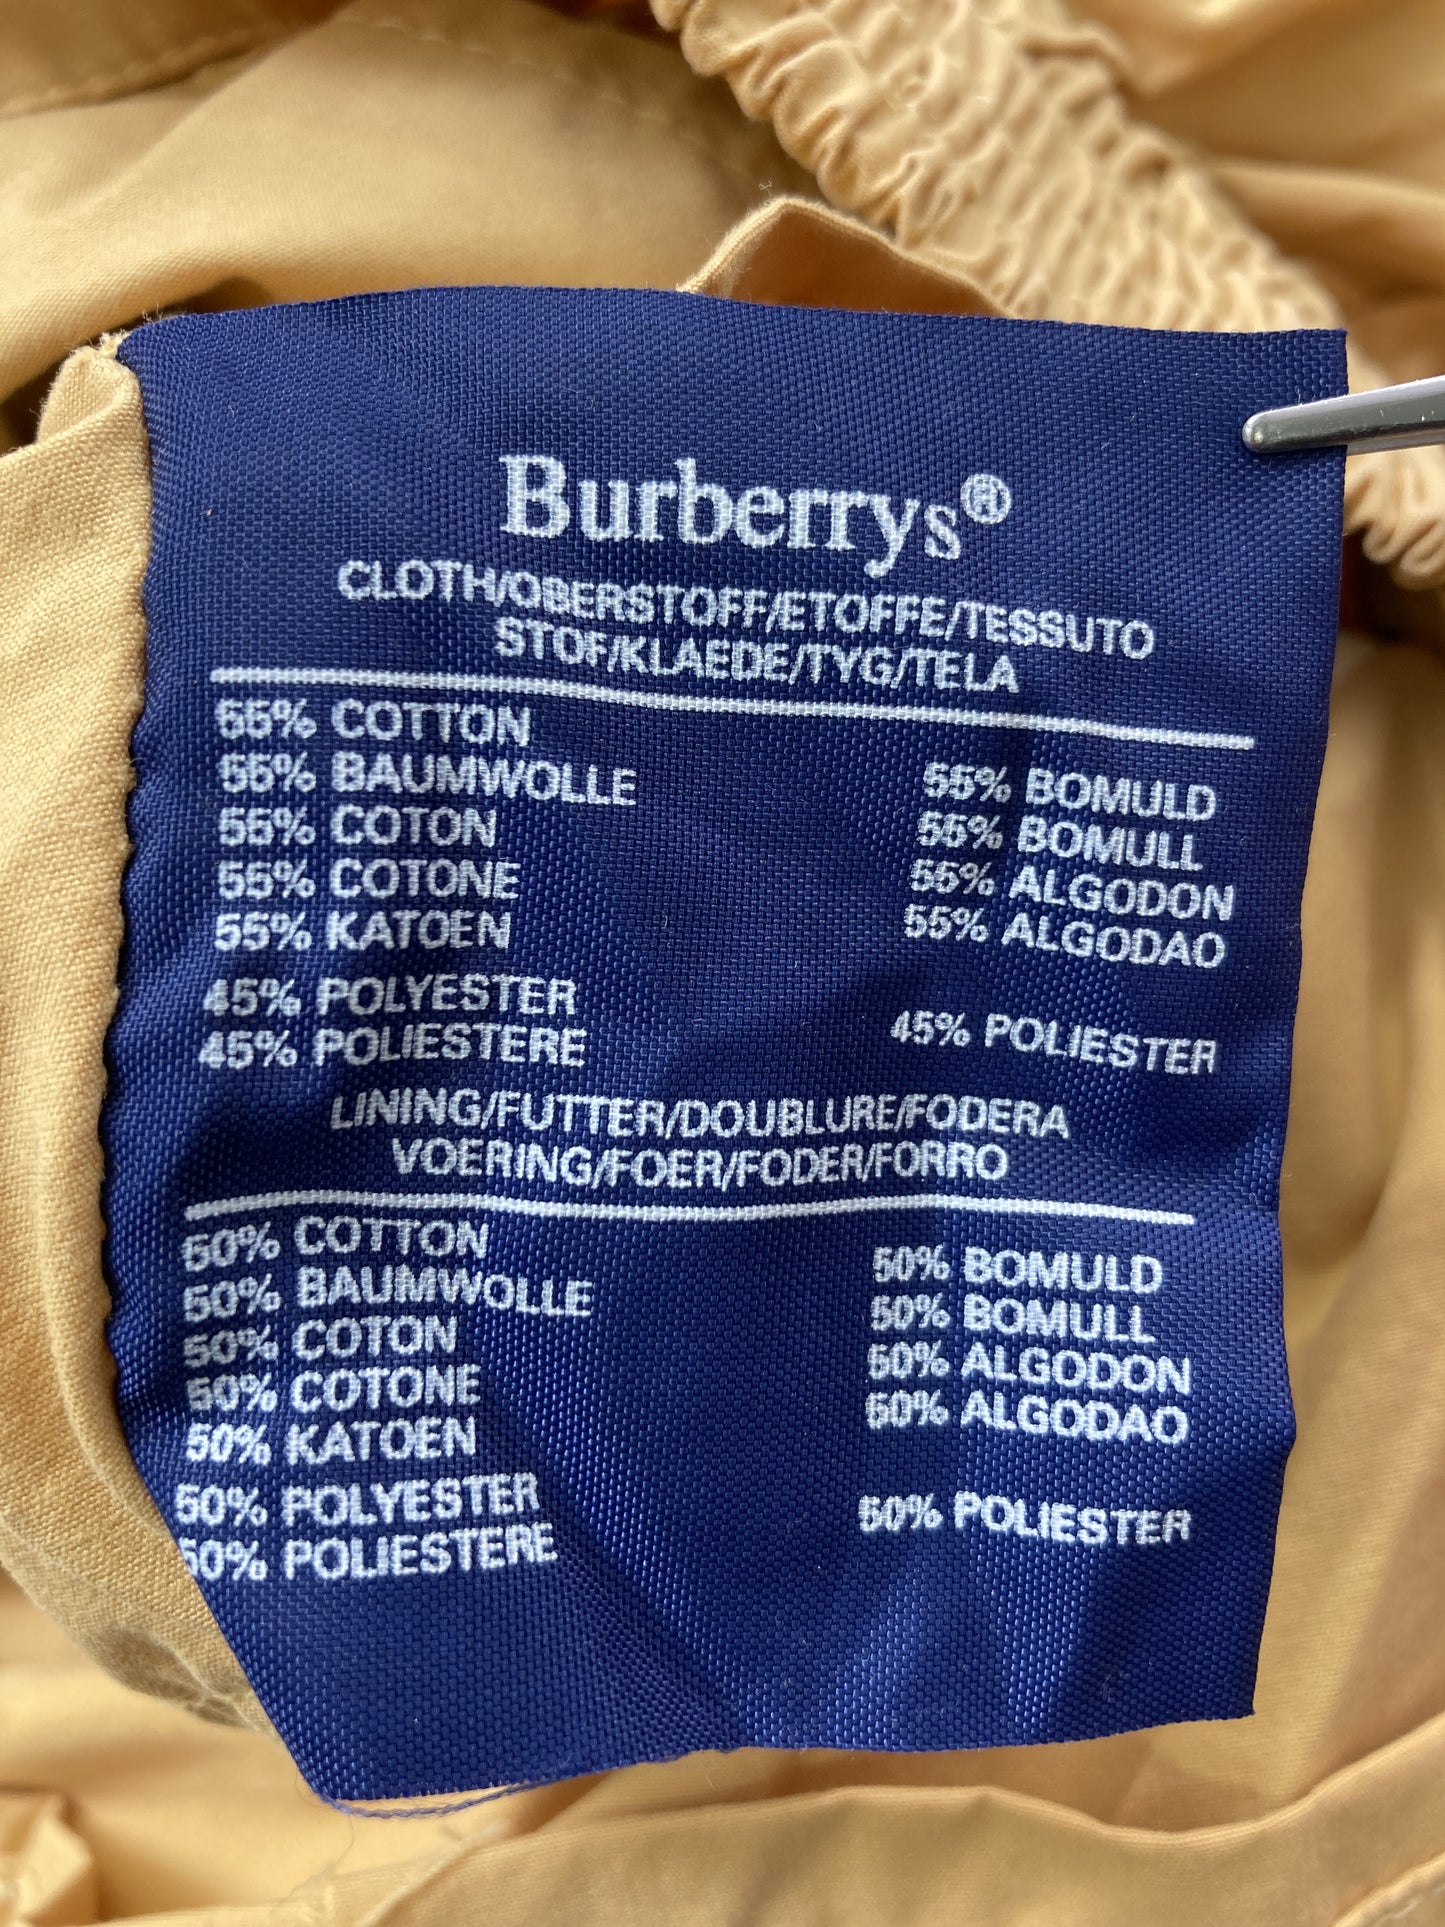 Burberrys®
CLOTH/OBERSTOFF/ETOFFE/TESSUTO
STOF/KLAEDE/TYG/TELA
55% COTTON
55% BAUMWOLLE
55% COTON
55% COTONE
55% KATOEN
55% BOMULD
55% BOMULL
55% ALGODON
55% ALGODAO
45% POLYESTER
45% POLIESTERE
45% POLIESTER
LINING/FUTTER/DOUBLURE/FODERA
VOERING/FOER/FODER/FORRO
50% COTTON
50% BAUMWOLLE
50% COTON
50% COTONE
50% KATOEN
50% BOMULD
50% BOMULL
50% ALGODON
50% ALGODAO
50% POLYESTER
50% POLIESTERE
50% POLIESTER